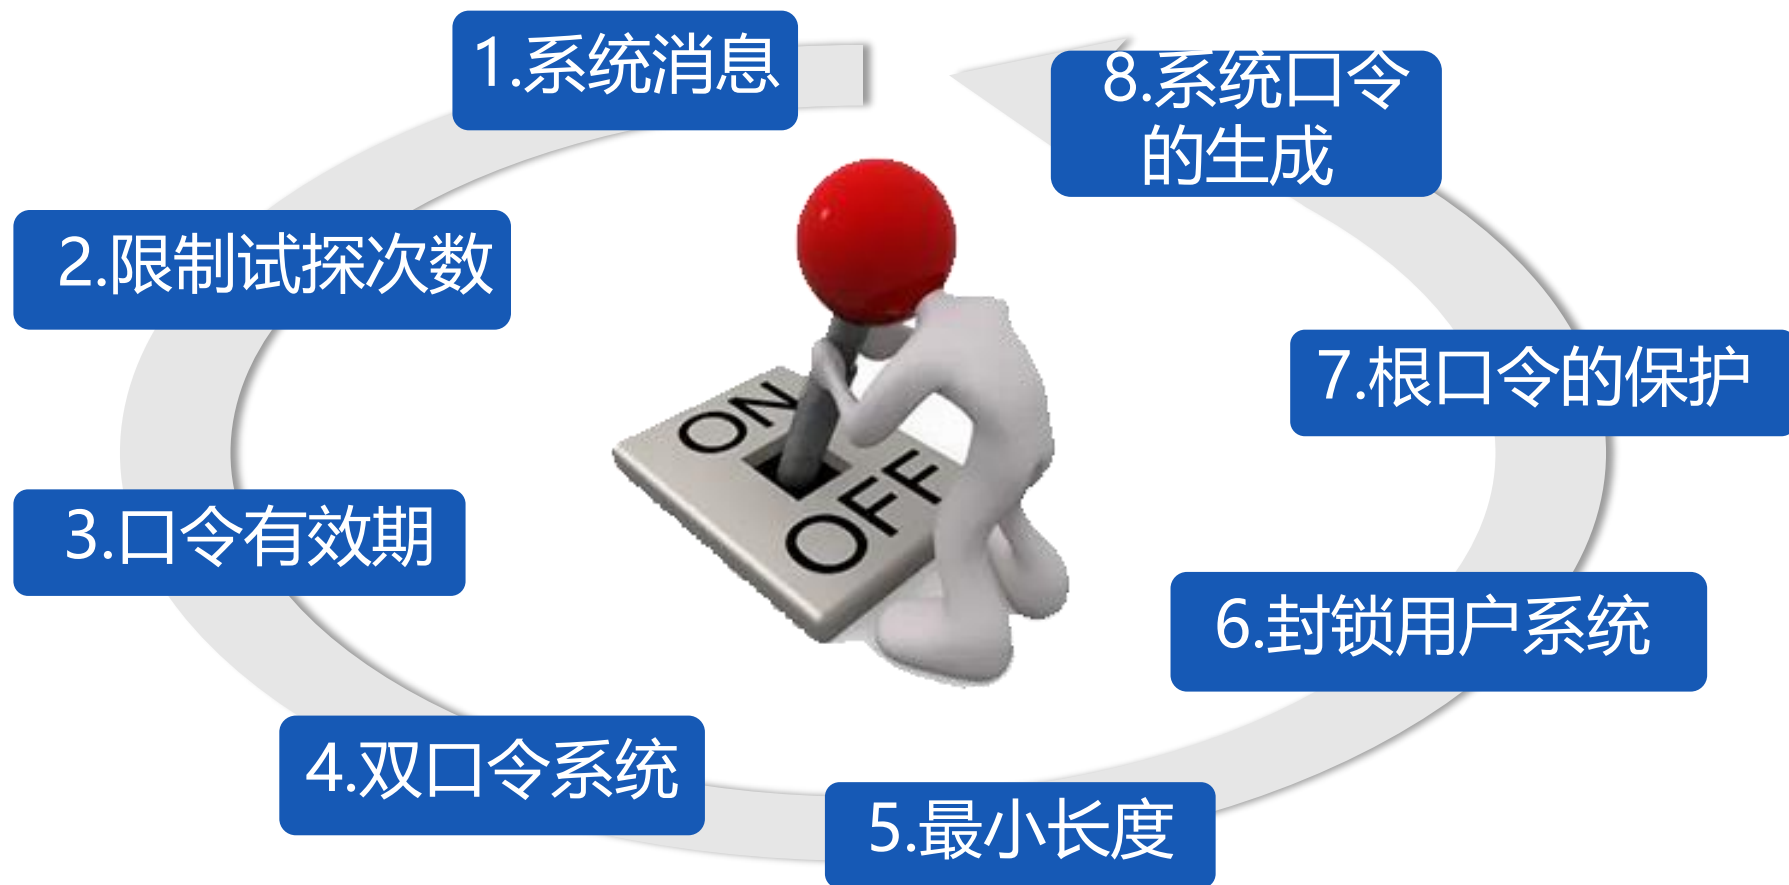 1.系统消息
2.限制试探次数
3.口令有效期
4.双口令系统
5.最小长度
6.封锁用户系统
7.根口令的保护
8.系统口令
的生成
ON
OFF